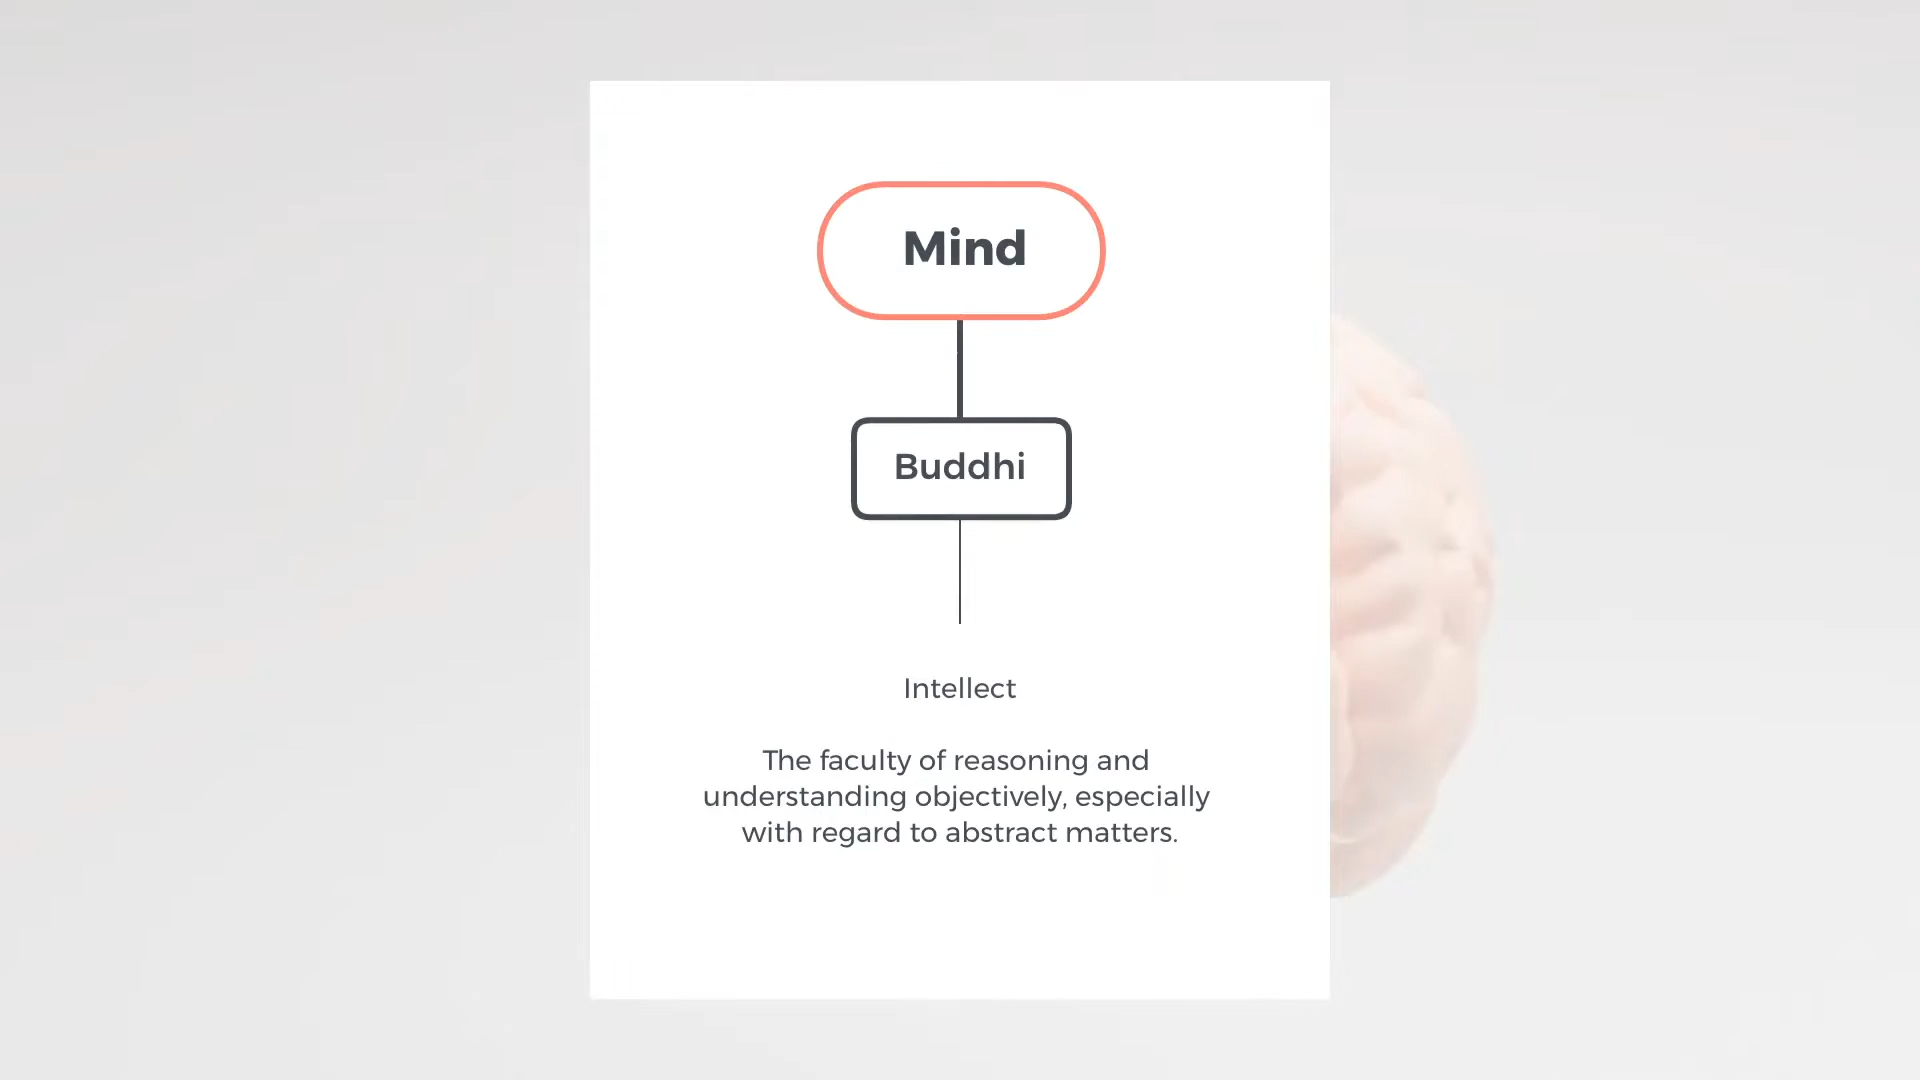 Mind
Buddhi
Intellect
The faculty of reasoning and
understanding objectively, especially
with regard to abstract matters.